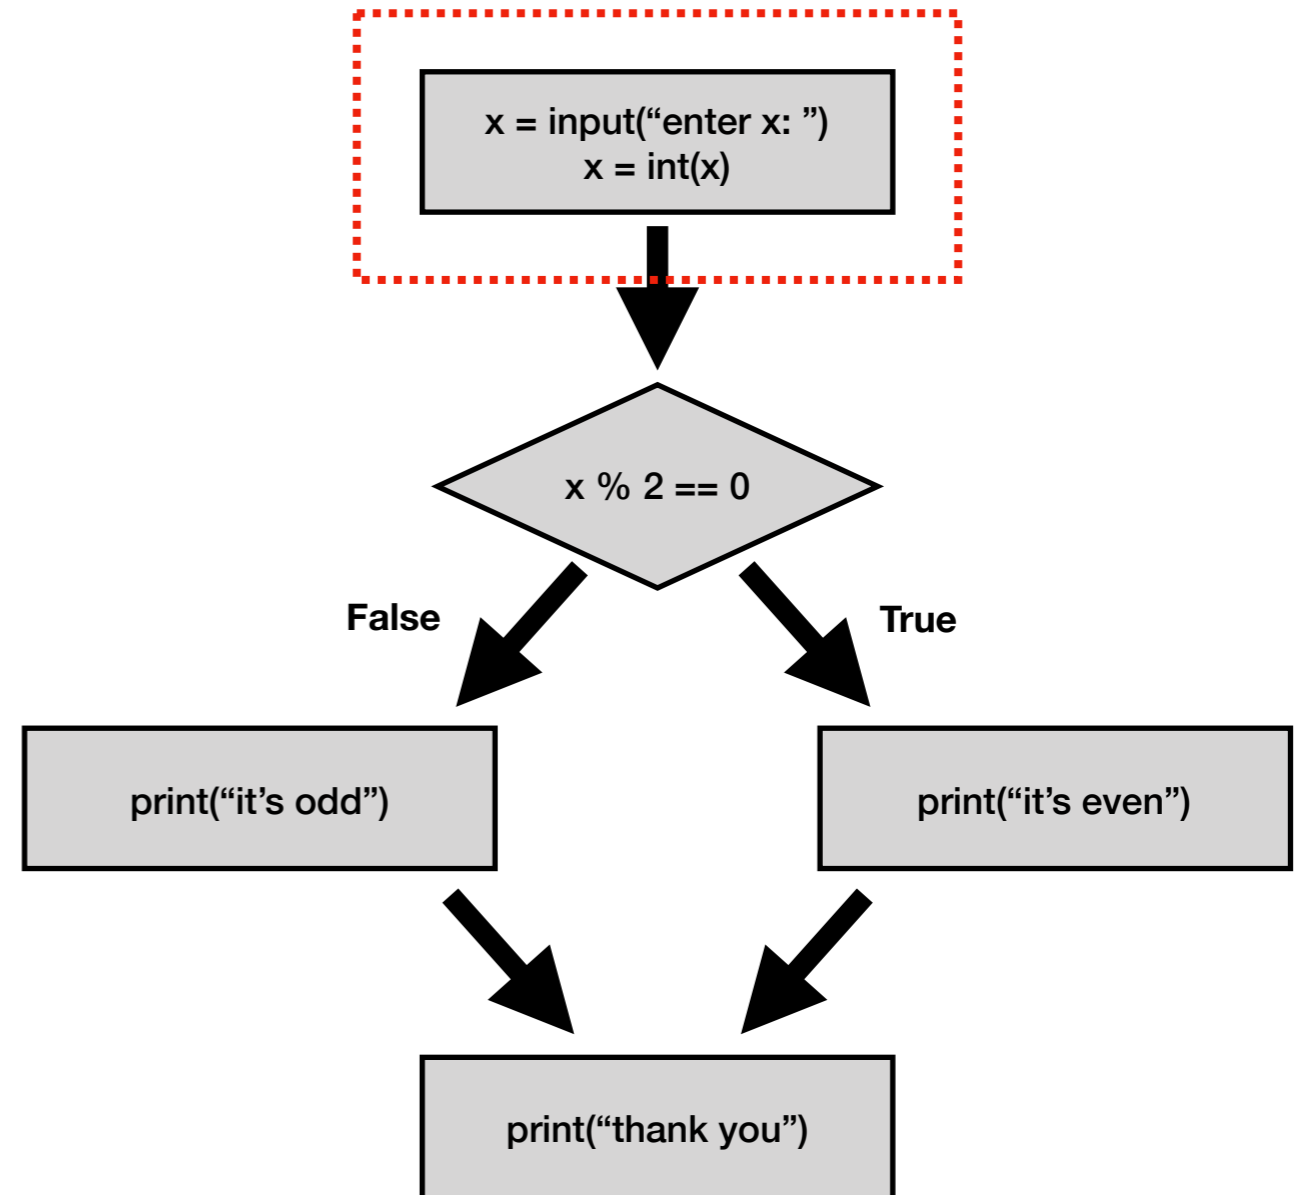 x = input(“enter x: ”)
x = int(x)
x % 2 == 0
False
True
print(“it’s odd”)
print(“it’s even”)
print(“thank you”)